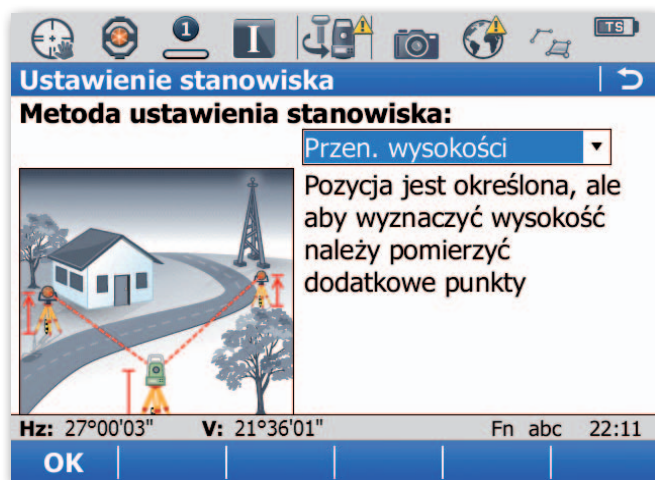 1
I
TS
Ustawienie stanowiska
Metoda ustawienia stanowiska:
Przen. wysokości
Pozycja jest określona, ale
aby wyznaczyć wysokość
należy pomierzyć
dodatkowe punkty
Hz: 27°00'03" V: 21°36'01" Fn abc 22:11
OK